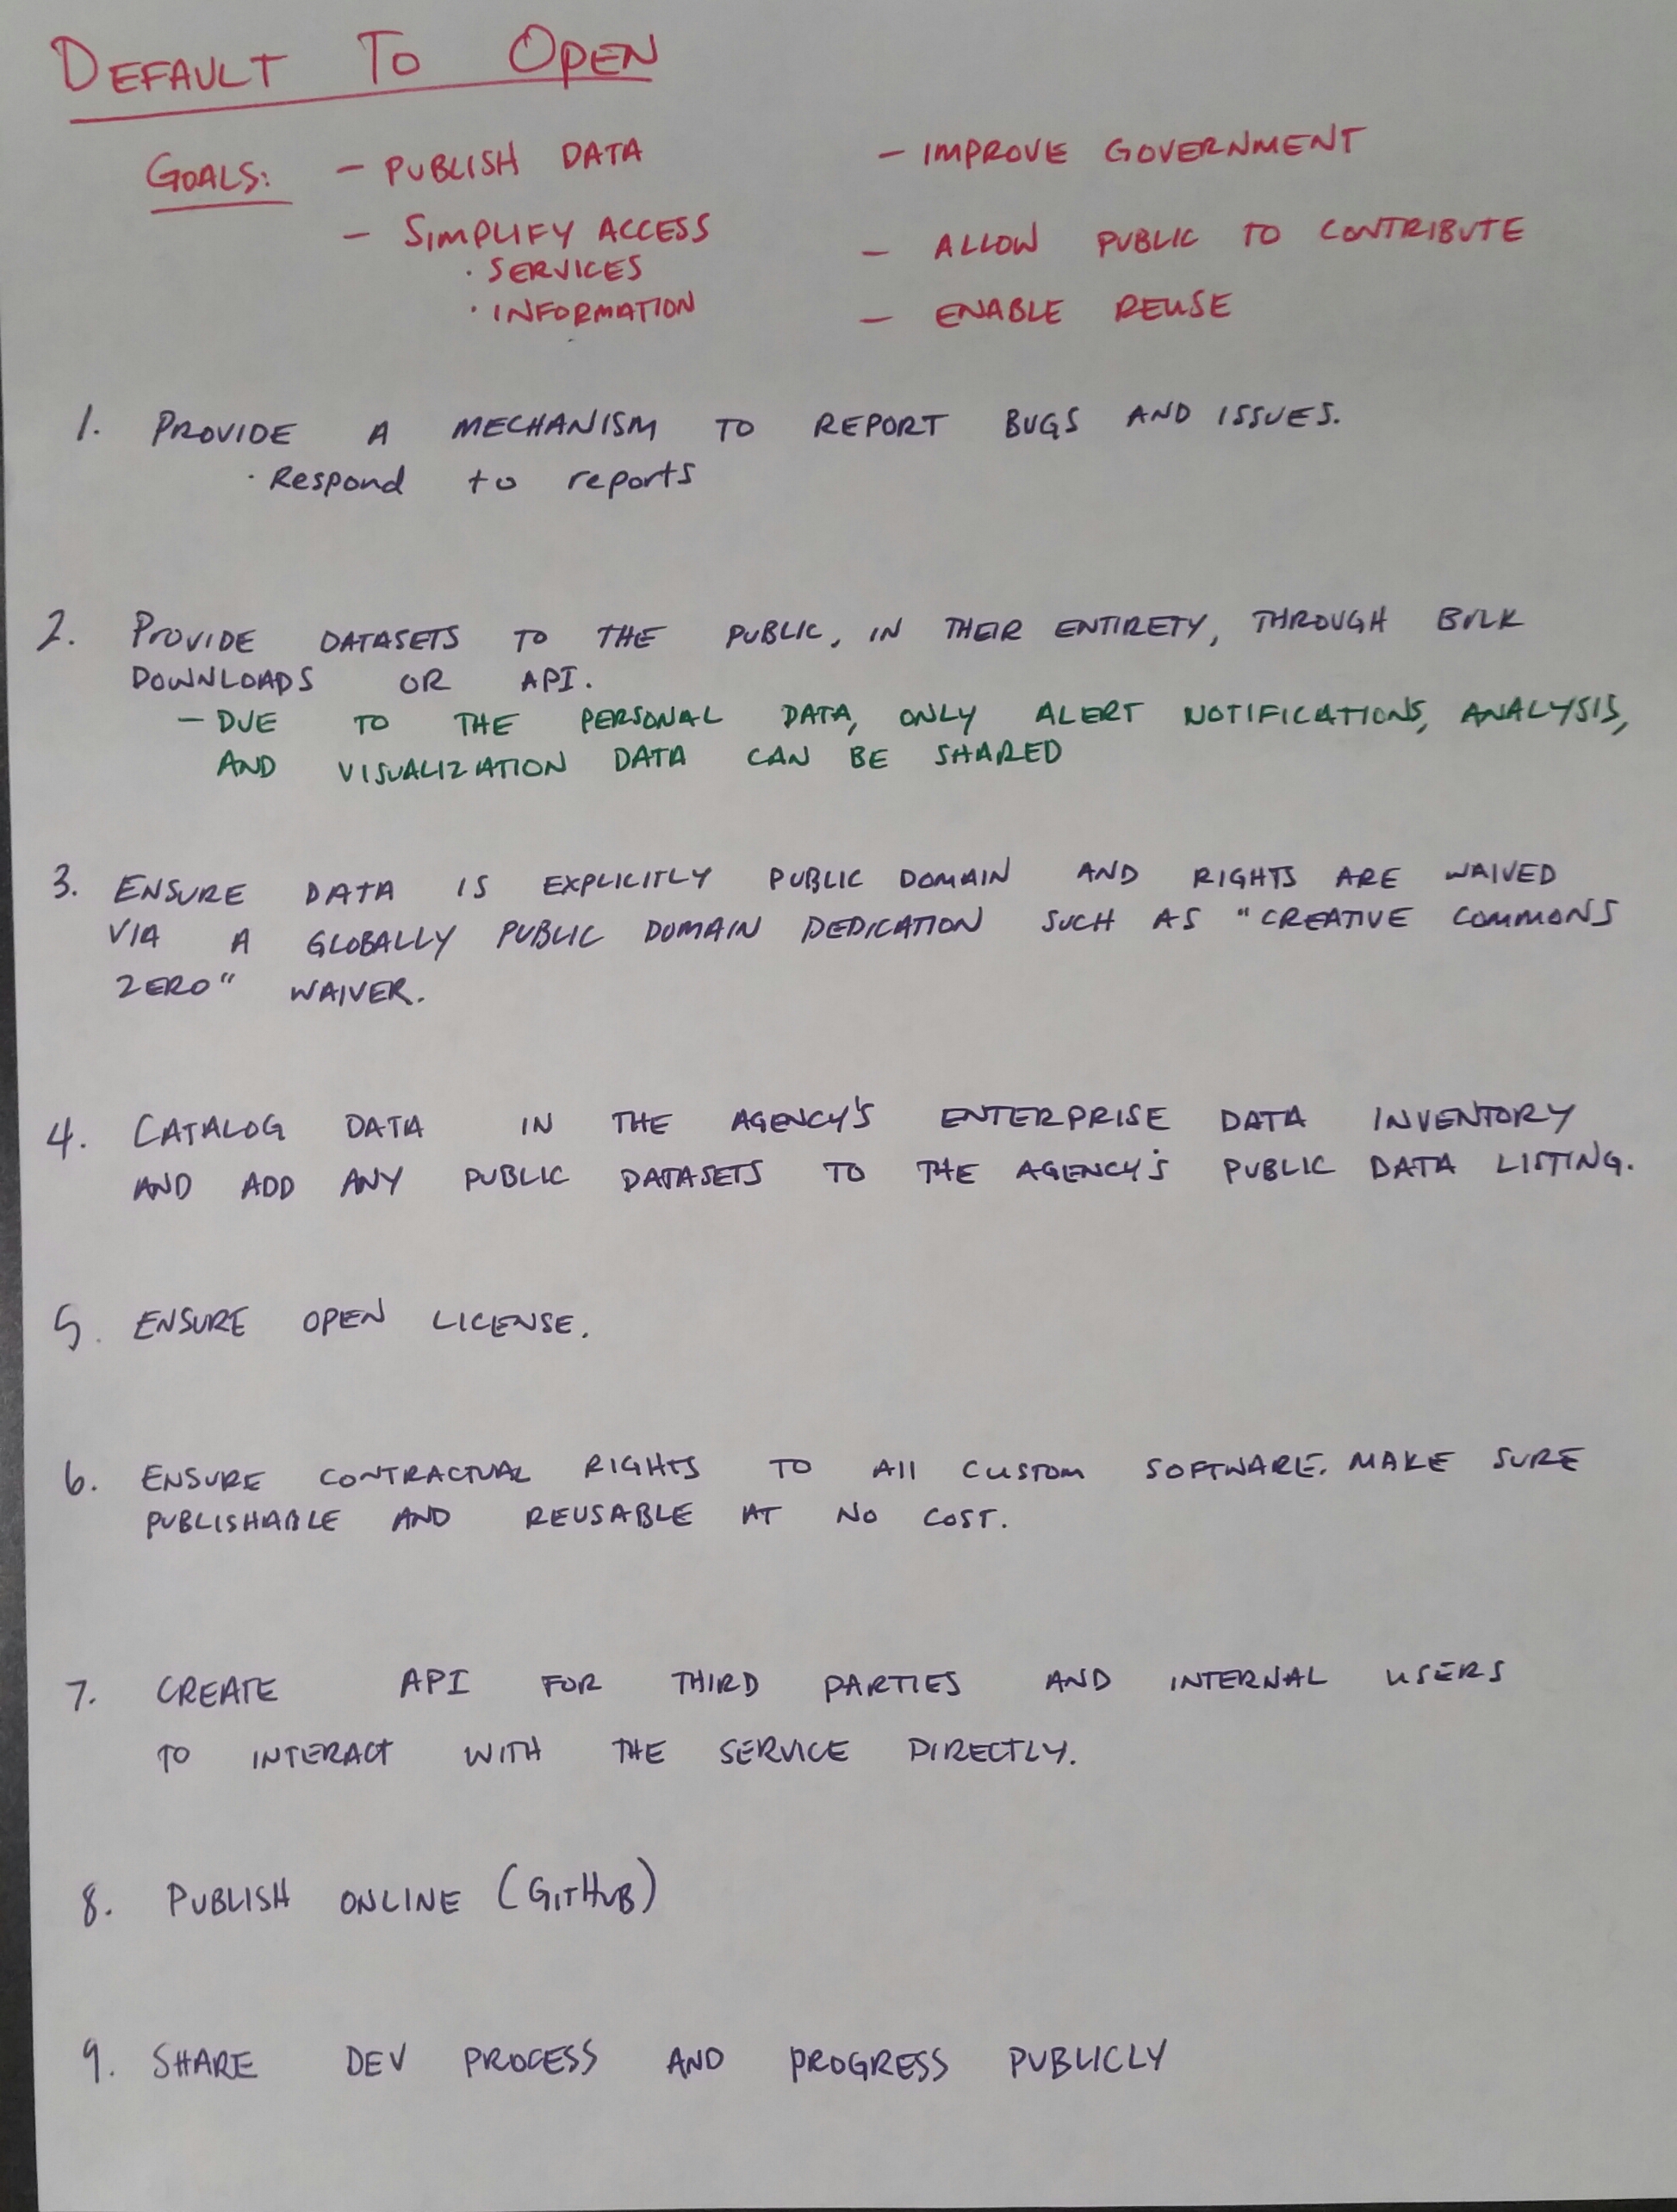 DEFAULT TO OPEN
GOALS: - PUBLISH DATA
- SIMPLIFY ACCESS
· SERVICES
· INFORMATION
- IMPROVE GOVERNMENT
- ALLOW PUBLIC TO CONTRIBUTE
- ENABLE REUSE
1. PROVIDE A MECHANISM TO REPORT BUGS AND ISSUES.
· Respond to reports
2. PROVIDE DATASETS TO THE PUBLIC, IN THEIR ENTIRETY, THROUGH BULK
DOWNLOADS OR API.
- DUE TO THE PERSONAL DATA, ONLY ALERT NOTIFICATIONS, ANALYSIS,
AND VISUALIZATION DATA CAN BE SHARED
3. ENSURE DATA IS EXPLICITLY PUBLIC DOMAIN AND RIGHTS ARE WAIVED
VIA A GLOBALLY PUBLIC DOMAIN DEDICATION SUCH AS "CREATIVE COMMONS
ZERO" WAIVER.
4. CATALOG DATA IN THE AGENCY'S ENTERPRISE DATA INVENTORY
AND ADD ANY PUBLIC DATASETS TO THE AGENCY'S PUBLIC DATA LISTING.
5. ENSURE OPEN LICENSE.
6. ENSURE CONTRACTUAL RIGHTS TO All CUSTOM SOFTWARE. MAKE SURE
PUBLISHABLE AND REUSABLE AT NO COST.
7. CREATE API FOR THIRD PARTIES AND INTERNAL USERS
TO INTERACT WITH THE SERVICE DIRECTLY.
8. PUBLISH ONLINE (GITHUB)
9. SHARE DEV PROCESS AND PROGRESS PUBLICLY